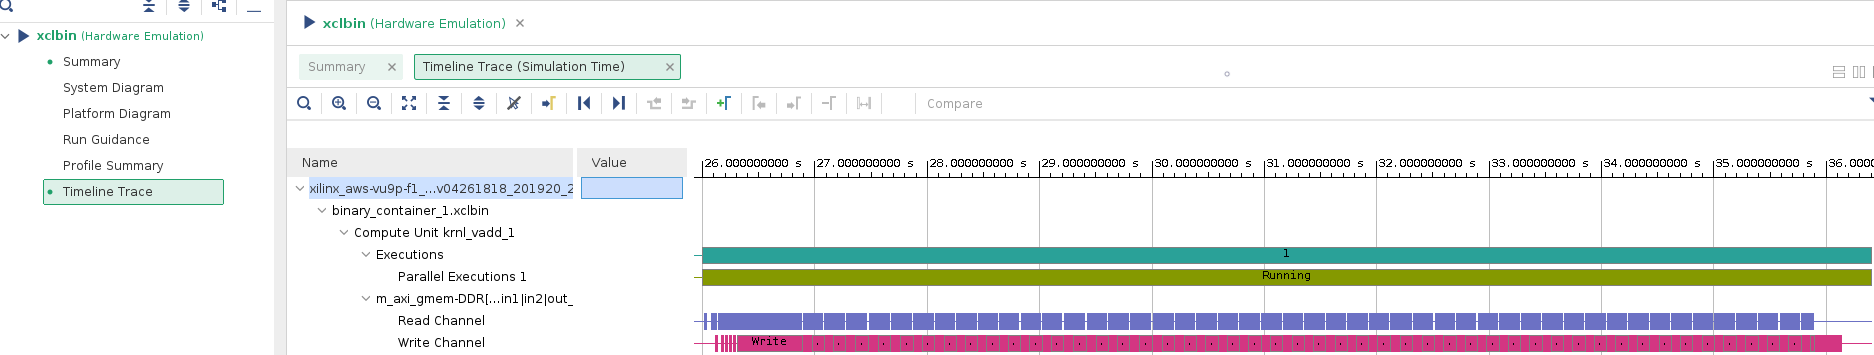 xclbin (Hardware Emulation)
Summary
System Diagram
Platform Diagram
Run Guidance
Profile Summary
Timeline Trace
xclbin (Hardware Emulation)
Summary
Timeline Trace (Simulation Time)
Compare
Name Value
26.000000000 s 27.000000000 s 28.000000000 s 29.000000000 s 30.000000000 s 31.000000000 s 32.000000000 s 33.000000000 s 34.000000000 s 35.000000000 s 36.0000
xilinx_aws-vu9p-f1_...v04261818_201920_2
binary_container_1.xclbin
Compute Unit krnl_vadd_1
Executions 1
Parallel Executions 1 Running
m_axi_gmem-DDR[...in1|in2|out_
Read Channel
Write Channel Write